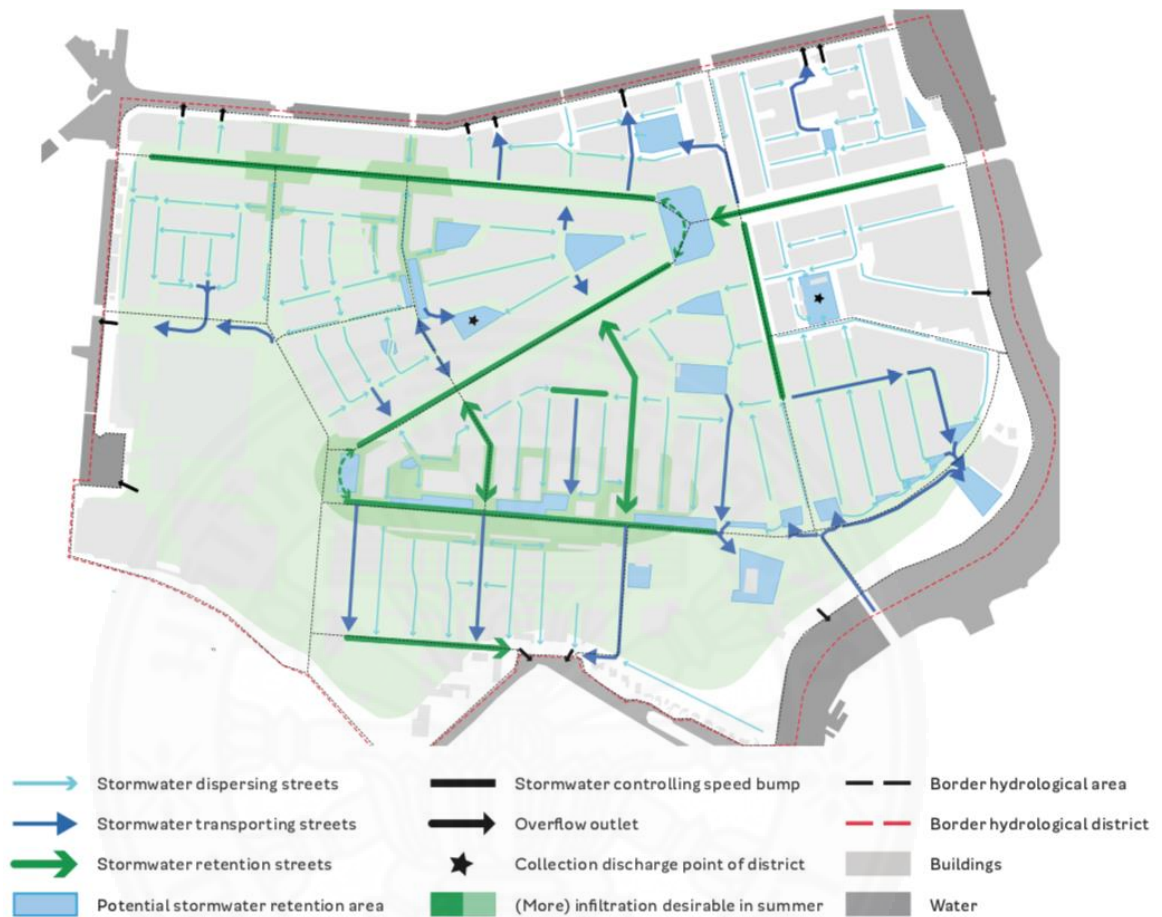 Stormwater dispersing streets
Stormwater transporting streets
Stormwater retention streets
Potential stormwater retention area
Stormwater controlling speed bump
Overflow outlet
Collection discharge point of district
(More) infiltration desirable in summer
Border hydrological area
Border hydrological district
Buildings
Water